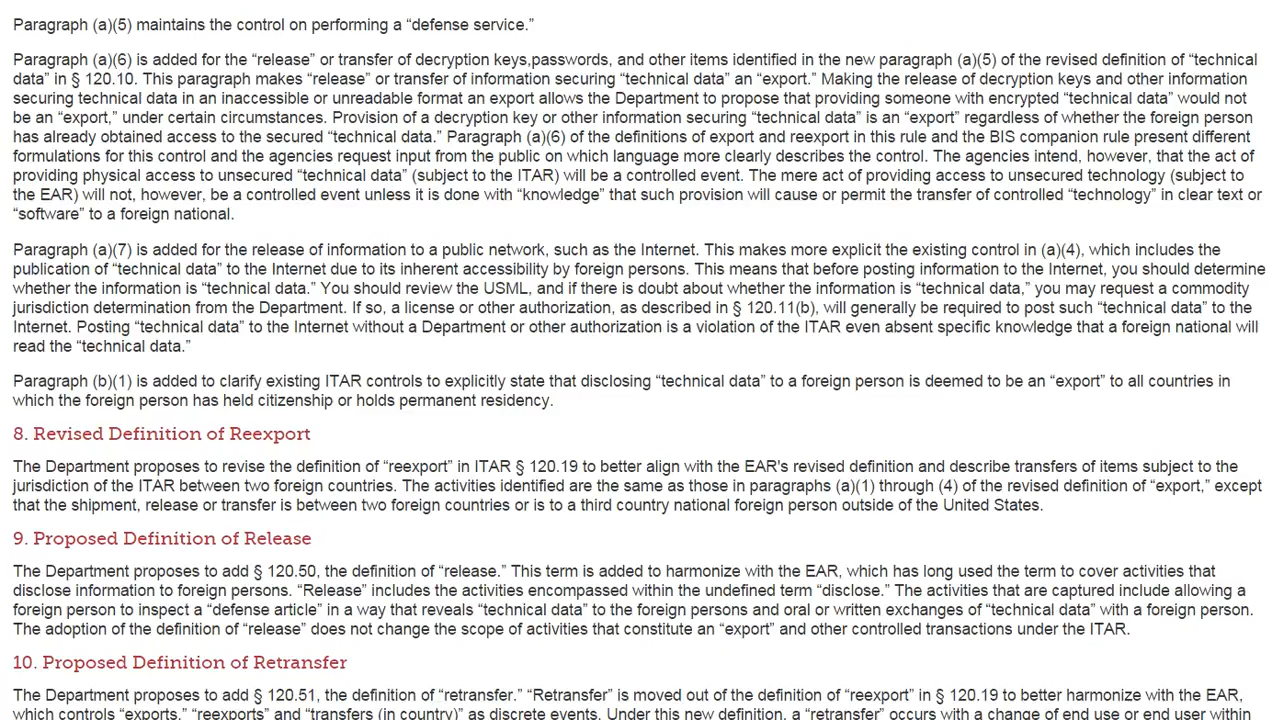 Paragraph (a)(5) maintains the control on performing a “defense service.”
Paragraph (a)(6) is added for the “release” or transfer of decryption keys,passwords, and other items identified in the new paragraph (a)(5) of the revised definition of “technical
data” in § 120.10. This paragraph makes “release” or transfer of information securing “technical data” an “export.” Making the release of decryption keys and other information
securing technical data in an inaccessible or unreadable format an export allows the Department to propose that providing someone with encrypted “technical data” would not
be an “export,” under certain circumstances. Provision of a decryption key or other information securing “technical data” is an “export” regardless of whether the foreign person
has already obtained access to the secured “technical data.” Paragraph (a)(6) of the definitions of export and reexport in this rule and the BIS companion rule present different
formulations for this control and the agencies request input from the public on which language more clearly describes the control. The agencies intend, however, that the act of
providing physical access to unsecured “technical data” (subject to the ITAR) will be a controlled event. The mere act of providing access to unsecured technology (subject to
the EAR) will not, however, be a controlled event unless it is done with “knowledge” that such provision will cause or permit the transfer of controlled “technology” in clear text or
“software” to a foreign national.
Paragraph (a)(7) is added for the release of information to a public network, such as the Internet. This makes more explicit the existing control in (a)(4), which includes the
publication of “technical data” to the Internet due to its inherent accessibility by foreign persons. This means that before posting information to the Internet, you should determine
whether the information is “technical data.” You should review the USML, and if there is doubt about whether the information is “technical data,” you may request a commodity
jurisdiction determination from the Department. If so, a license or other authorization, as described in § 120.11(b), will generally be required to post such “technical data” to the
Internet. Posting “technical data” to the Internet without a Department or other authorization is a violation of the ITAR even absent specific knowledge that a foreign national will
read the “technical data.”
Paragraph (b)(1) is added to clarify existing ITAR controls to explicitly state that disclosing “technical data” to a foreign person is deemed to be an “export” to all countries in
which the foreign person has held citizenship or holds permanent residency.
8. Revised Definition of Reexport
The Department proposes to revise the definition of “reexport” in ITAR § 120.19 to better align with the EAR's revised definition and describe transfers of items subject to the
jurisdiction of the ITAR between two foreign countries. The activities identified are the same as those in paragraphs (a)(1) through (4) of the revised definition of “export,” except
that the shipment, release or transfer is between two foreign countries or is to a third country national foreign person outside of the United States.
9. Proposed Definition of Release
The Department proposes to add § 120.50, the definition of “release.” This term is added to harmonize with the EAR, which has long used the term to cover activities that
disclose information to foreign persons. “Release” includes the activities encompassed within the undefined term “disclose.” The activities that are captured include allowing a
foreign person to inspect a “defense article” in a way that reveals “technical data” to the foreign persons and oral or written exchanges of “technical data” with a foreign person.
The adoption of the definition of “release” does not change the scope of activities that constitute an “export” and other controlled transactions under the ITAR.
10. Proposed Definition of Retransfer
The Department proposes to add § 120.51, the definition of “retransfer.” “Retransfer” is moved out of the definition of “reexport” in § 120.19 to better harmonize with the EAR,
which controls “exports,” “reexports” and “transfers (in country)” as discrete events. Under this new definition, a “retransfer” occurs with a change of end use or end user within